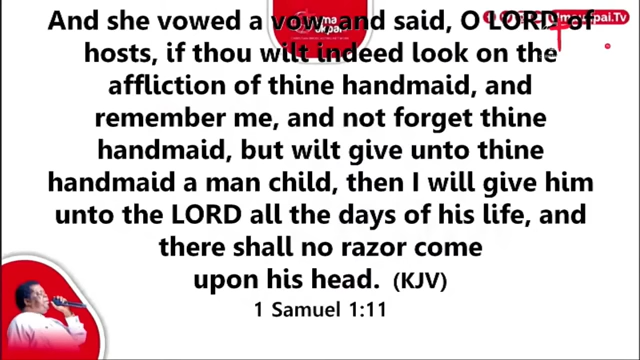 And she vowed a vow, and said, O LORD of
hosts, if thou wilt indeed look on the
affliction of thine handmaid, and
remember me, and not forget thine
handmaid, but wilt give unto thine
handmaid a man child, then I will give him
unto the LORD all the days of his life, and
there shall no razor come
upon his head. (KJV)
1 Samuel 1:11